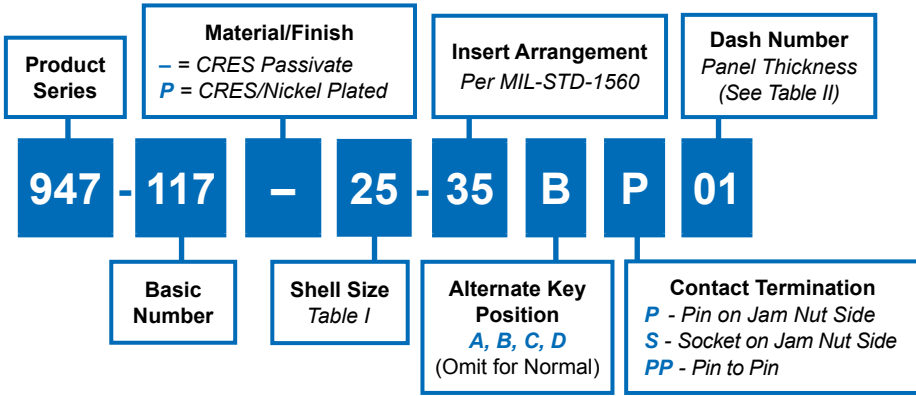 Product
Series
Material/Finish
– = CRES Passivate
P = CRES/Nickel Plated
Insert Arrangement
Per MIL-STD-1560
Dash Number
Panel Thickness
(See Table II)
947 - 117 – 25 - 35 B P 01
Basic
Number
Shell Size
Table I
Alternate Key
Position
A, B, C, D
(Omit for Normal)
Contact Termination
P - Pin on Jam Nut Side
S - Socket on Jam Nut Side
PP - Pin to Pin